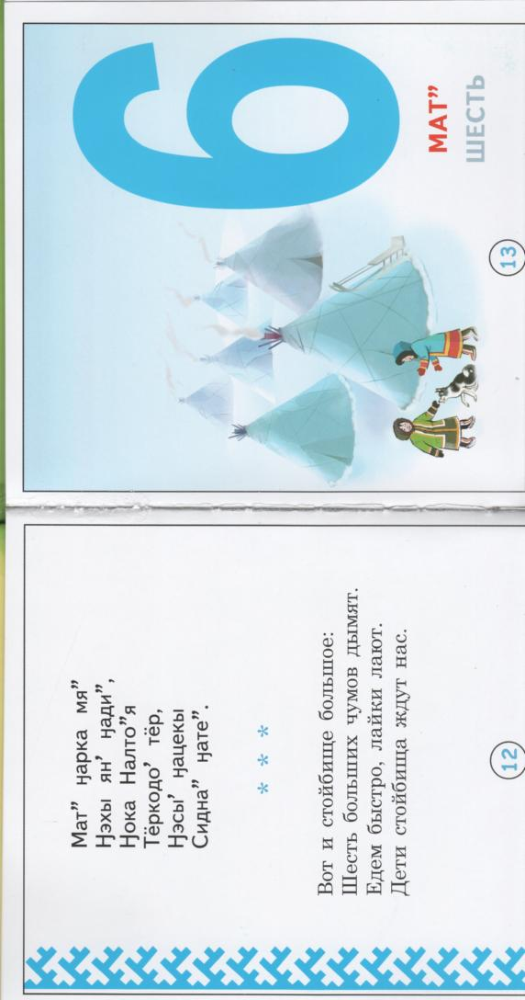 Мат” ӈарка мя”
Ӈэхы ян’ ӈади”,
Ӈока Налто”я
Тёркодо’ тёр,
Ӈэсы’ ӈацекы
Сидна” ӈате”.
* * *
Вот и стойбище большое:
Шесть больших чумов дымят.
Едем быстро, лайки лают.
Дети стойбища ждут нас.
12
6
МАТ”
ШЕСТЬ
13